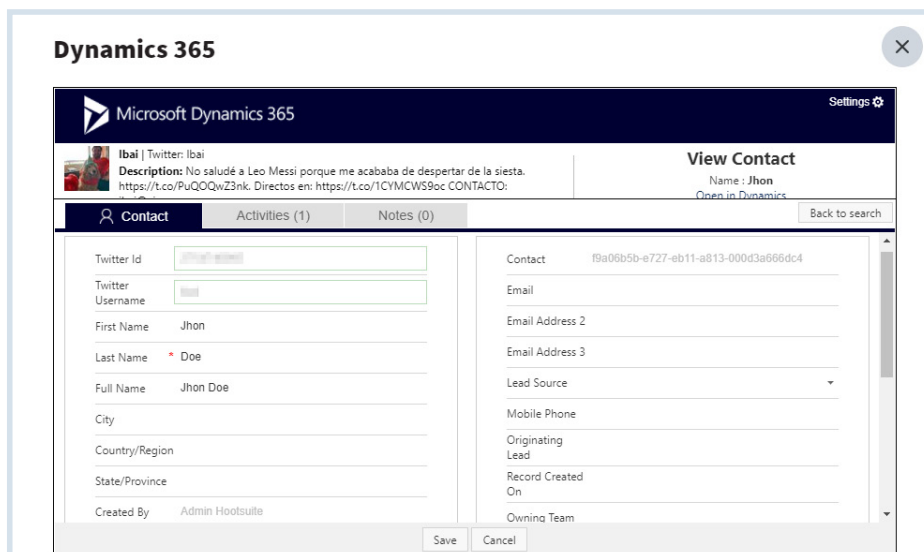 Dynamics 365
Microsoft Dynamics 365
Settings
Ibai | Twitter: Ibai
Description: No saludé a Leo Messi porque me acababa de despertar de la siesta.
https://t.co/PuQOQwZ3nk. Directos en: https://t.co/1CYMCWS9oc CONTACTO:
View Contact
Name : Jhon
Open in Dynamics
Contact
Activities (1)
Notes (0)
Back to search
Twitter Id
Twitter
Username
First Name Jhon
Last Name * Doe
Full Name Jhon Doe
City
Country/Region
State/Province
Created By Admin Hootsuite
Contact f9a06b5b-e727-eb11-a813-000d3a666dc4
Email
Email Address 2
Email Address 3
Lead Source
Mobile Phone
Originating
Lead
Record Created
On
Owning Team
Save
Cancel